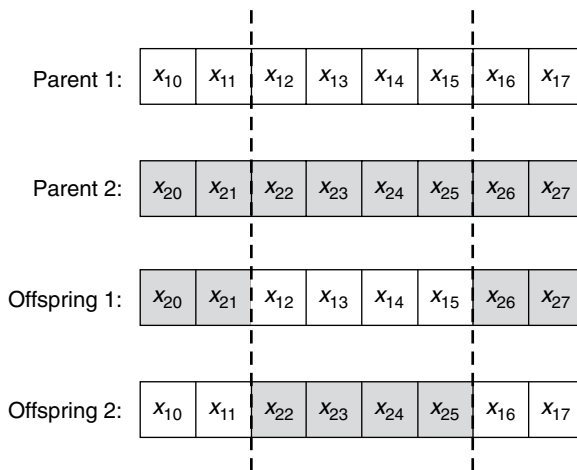 Parent 1: x₁₀ x₁₁ x₁₂ x₁₃ x₁₄ x₁₅ x₁₆ x₁₇
Parent 2: x₂₀ x₂₁ x₂₂ x₂₃ x₂₄ x₂₅ x₂₆ x₂₇
Offspring 1: x₂₀ x₂₁ x₁₂ x₁₃ x₁₄ x₁₅ x₂₆ x₂₇
Offspring 2: x₁₀ x₁₁ x₂₂ x₂₃ x₂₄ x₂₅ x₁₆ x₁₇